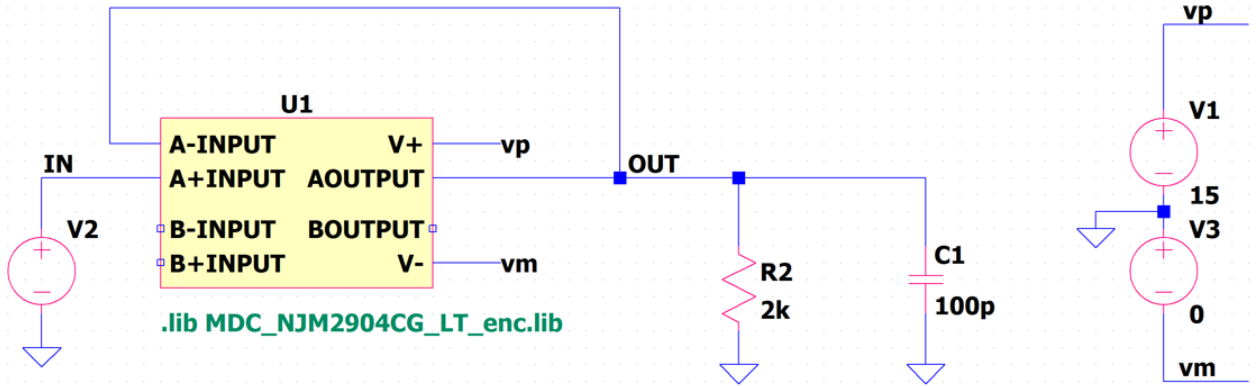 vp
U1
V1
A-INPUT V+ vp
IN OUT
A+INPUT AOUTPUT
15
V2 B-INPUT BOUTPUT V3
B+INPUT V- vm
R2 C1
2k 100p
0
.lib MDC_NJM2904CG_LT_enc.lib
vm